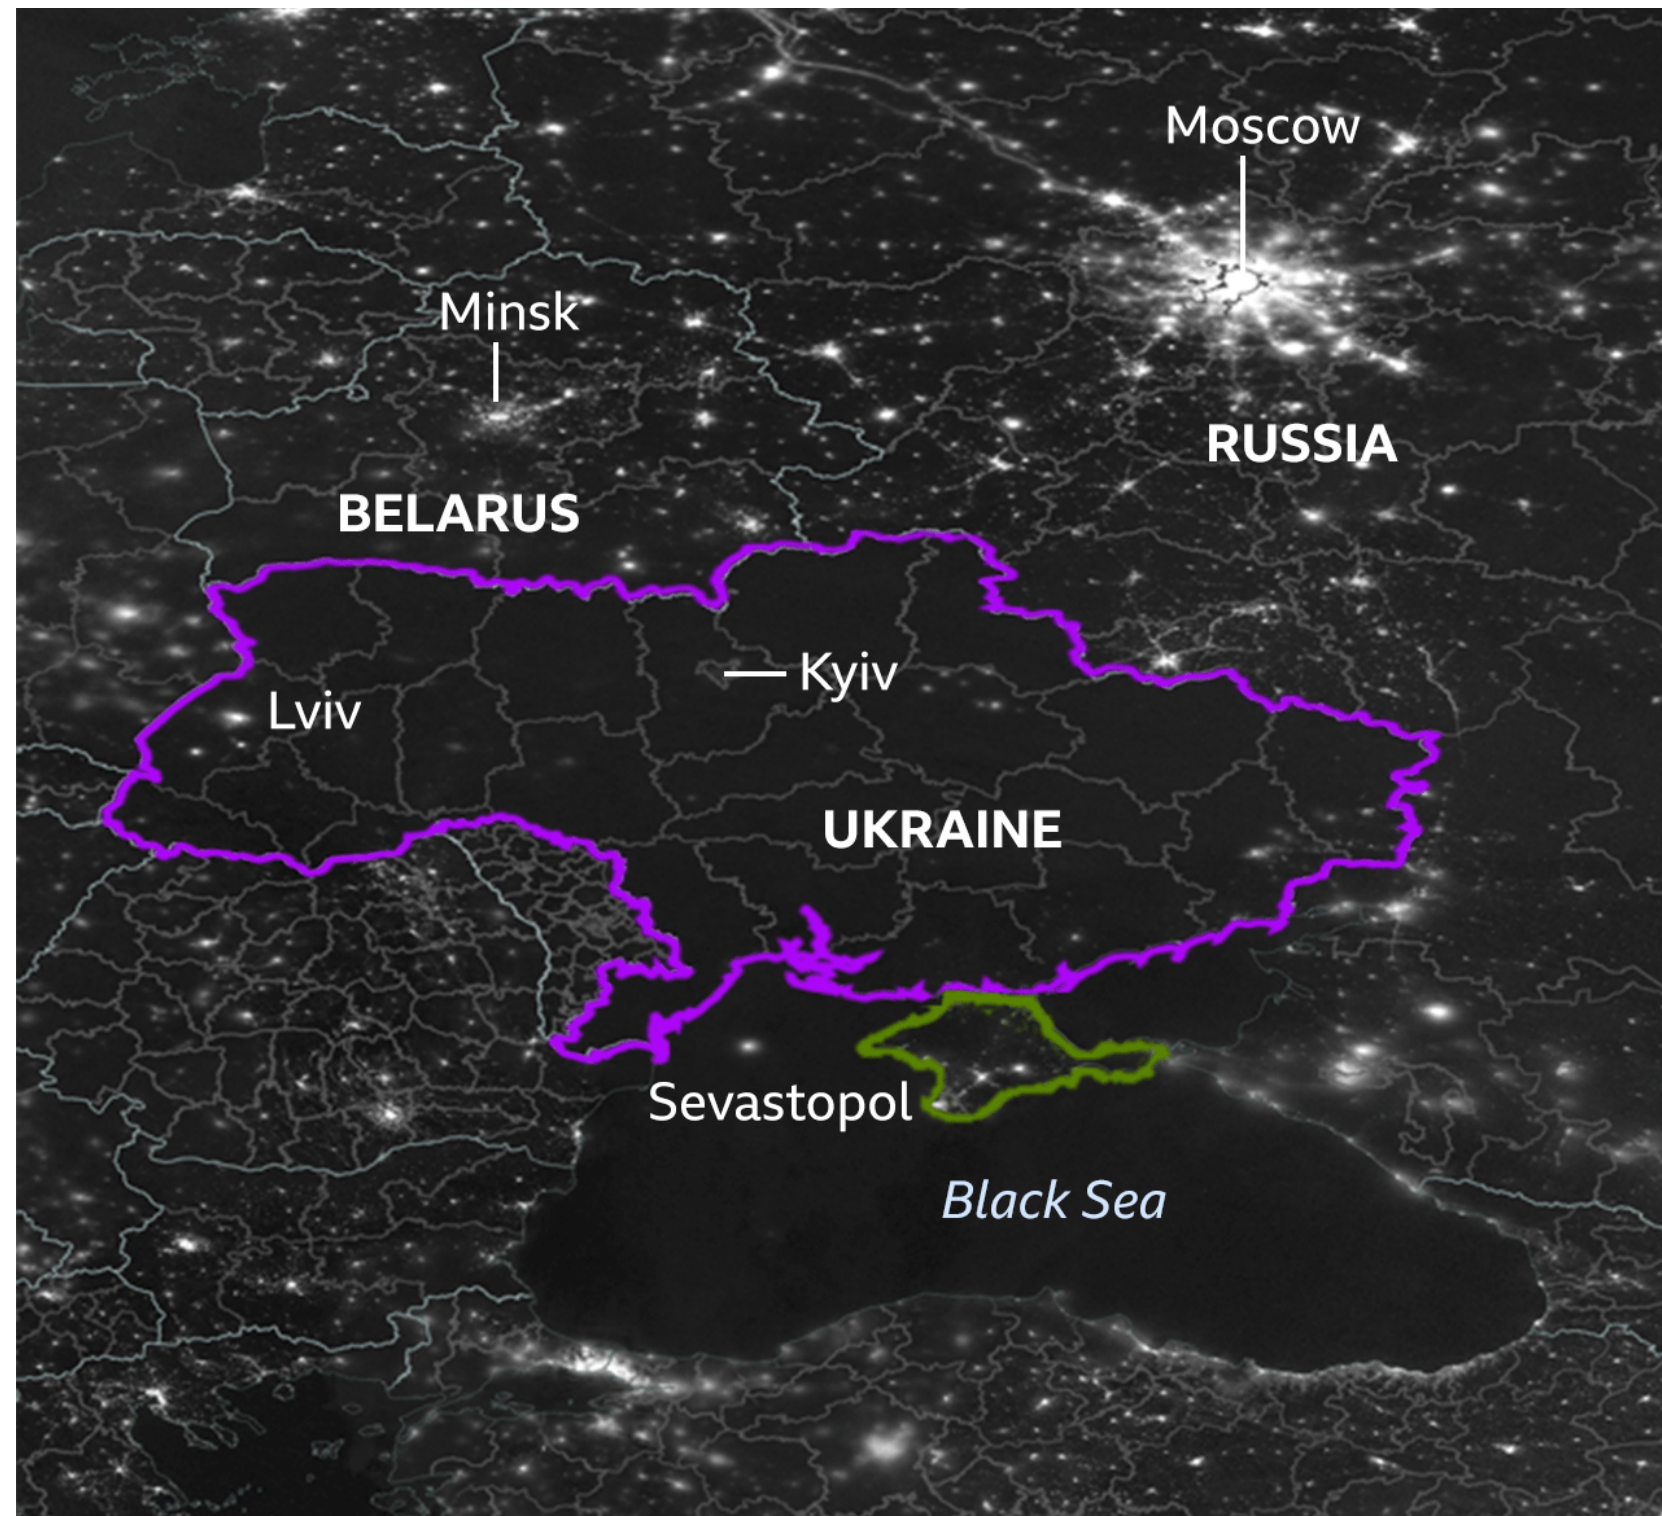 Moscow
Minsk
RUSSIA
BELARUS
Kyiv
Lviv
UKRAINE
Sevastopol
Black Sea